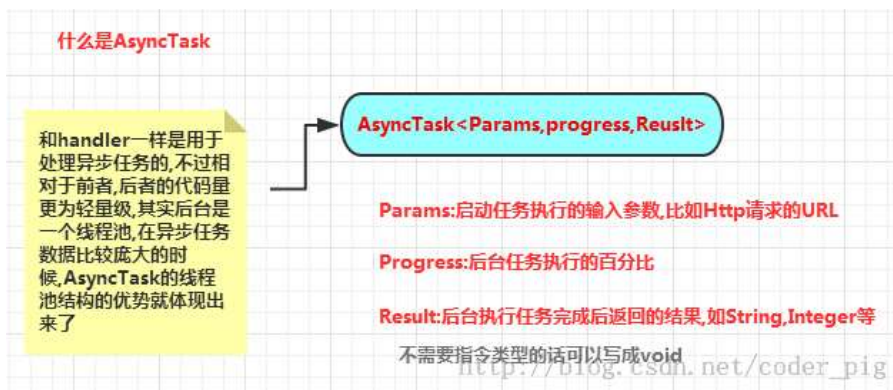 什么是AsyncTask
和handler一样是用于
处理异步任务的,不过相
对于前者,后者的代码量
更为轻量级,其实后台是
一个线程池,在异步任务
数据比较庞大的时
候,AsyncTask的线程
池结构的优势就体现出
来了
AsyncTask<Params,progress,Reuslt>
Params:启动任务执行的输入参数,比如Http请求的URL
Progress:后台任务执行的百分比
Result:后台执行任务完成后返回的结果,如String,Integer等
不需要指令类型的话可以写成void
http://blog.csdn.net/coder_pig